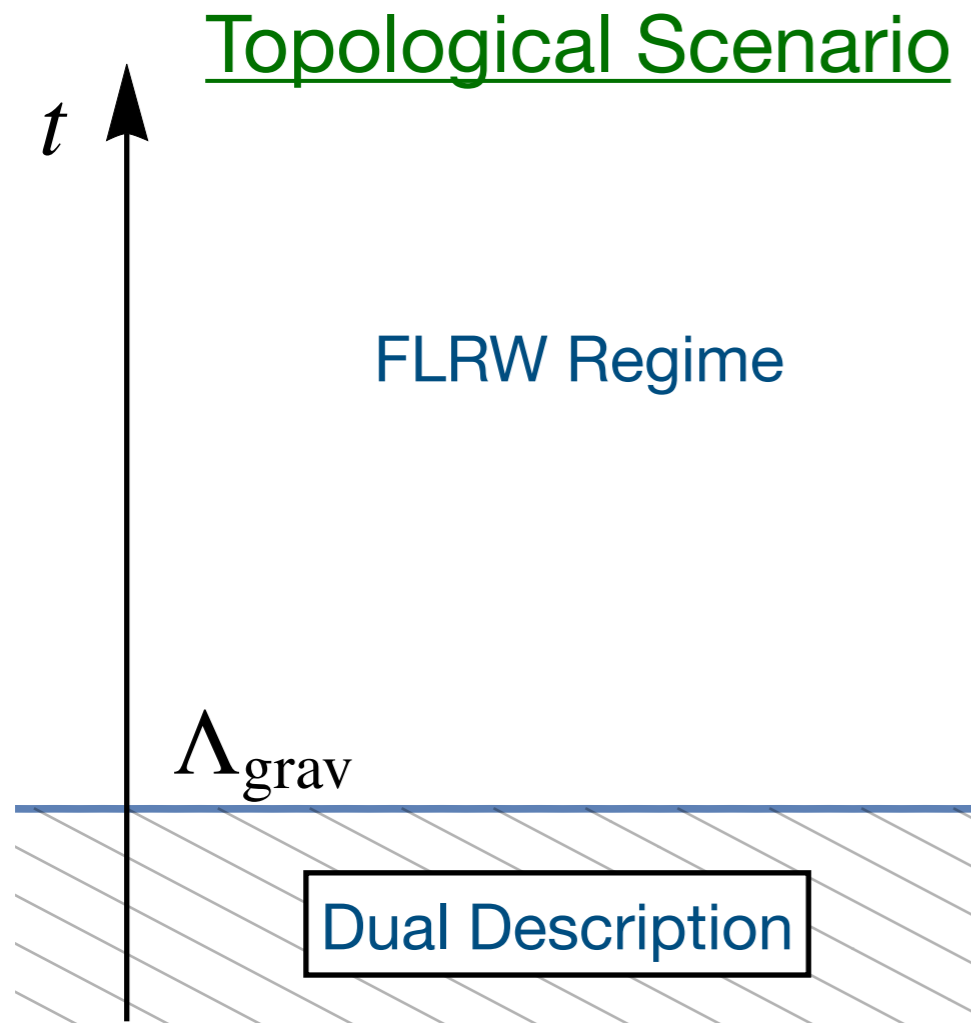 Topological Scenario
t
FLRW Regime
Λgrav
Dual Description